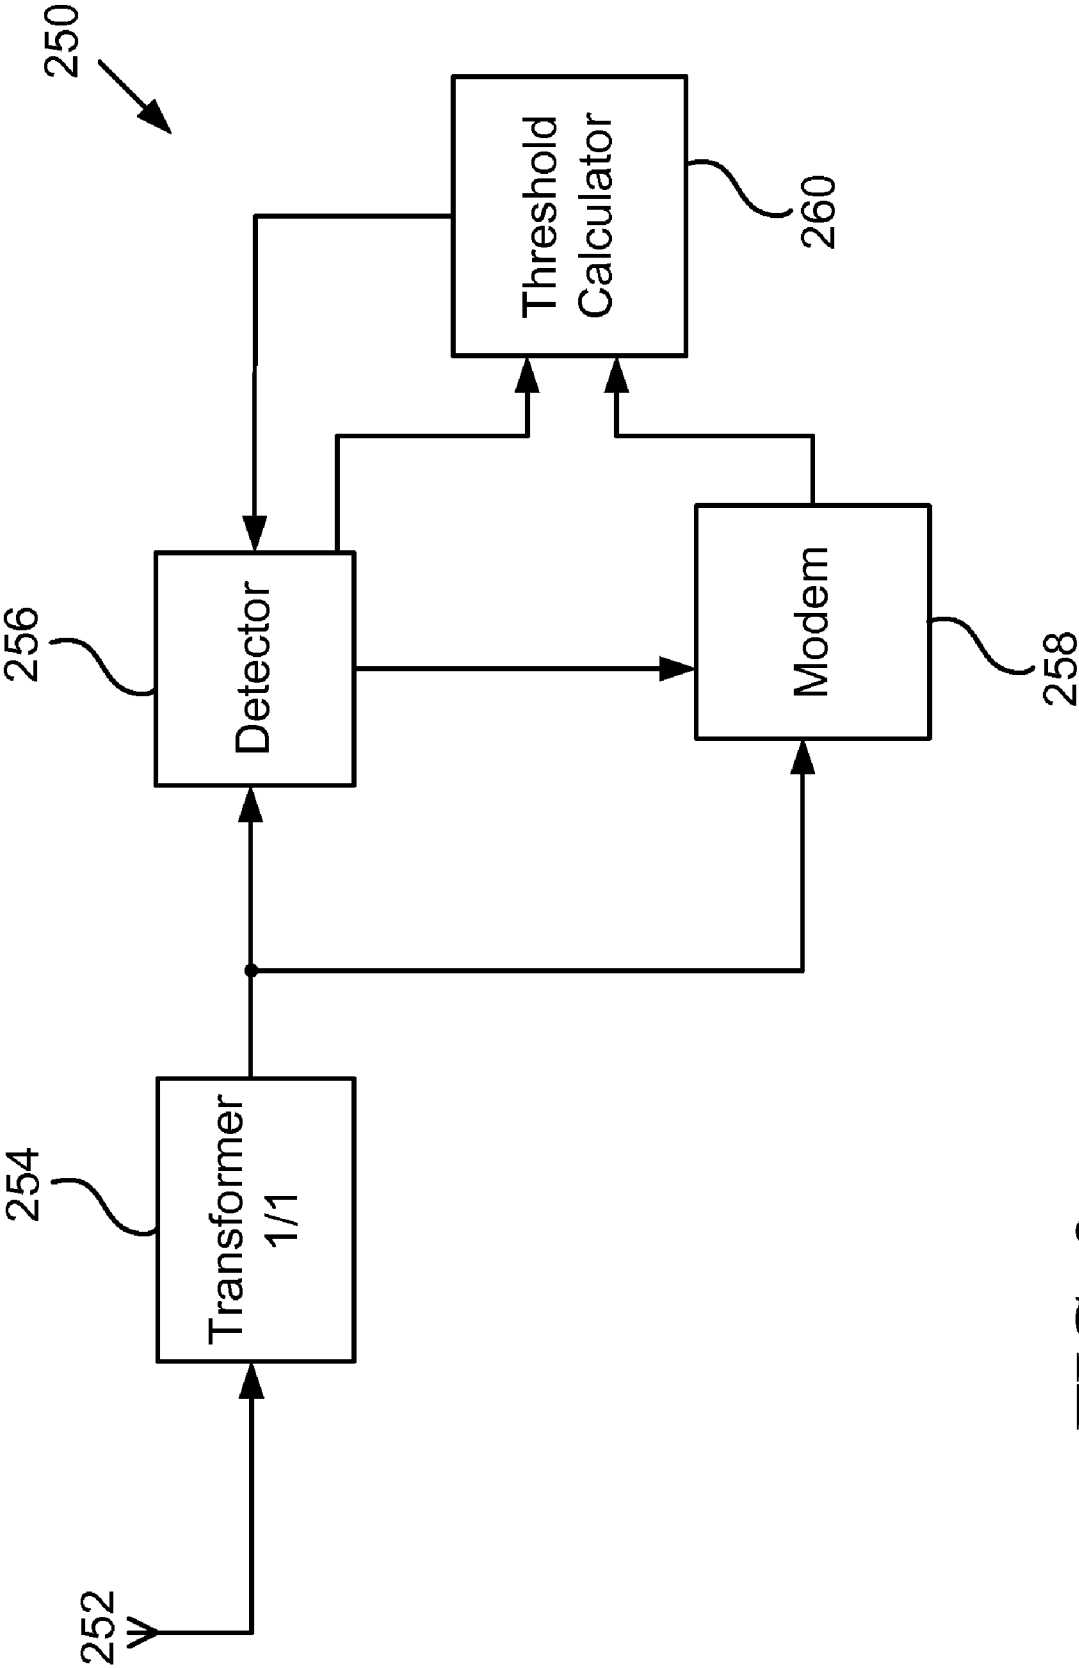 250
252
254
Transformer
1/1
256
Detector
Modem
258
Threshold
Calculator
260